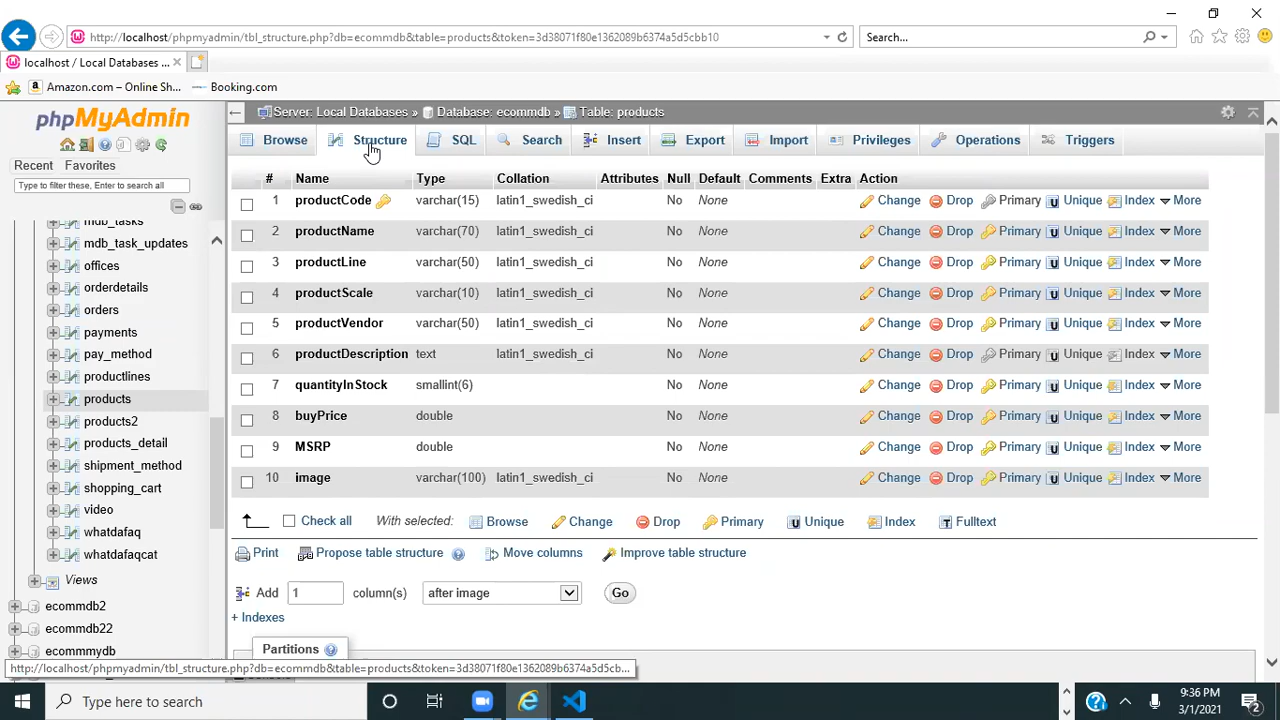 http://localhost/phpmyadmin/tbl_structure.php?db=ecommdb&table=products&token=3d38071f80e1362089b6374a5d5cbb10
Search...
localhost / Local Databases ...
Amazon.com – Online Sh...
Booking.com
phpMyAdmin
Recent Favorites
Type to filter these, Enter to search all
mdb_tasks
mdb_task_updates
offices
orderdetails
orders
payments
pay_method
productlines
products
products2
products_detail
shipment_method
shopping_cart
video
whatdafaq
whatdafaqcat
Views
ecommdb2
ecommdb22
ecommmydb
Server: Local Databases » Database: ecommdb » Table: products
Browse Structure SQL Search Insert Export Import Privileges Operations Triggers
# Name Type Collation Attributes Null Default Comments Extra Action
1 productCode varchar(15) latin1_swedish_ci No None Change Drop Primary Unique Index More
2 productName varchar(70) latin1_swedish_ci No None Change Drop Primary Unique Index More
3 productLine varchar(50) latin1_swedish_ci No None Change Drop Primary Unique Index More
4 productScale varchar(10) latin1_swedish_ci No None Change Drop Primary Unique Index More
5 productVendor varchar(50) latin1_swedish_ci No None Change Drop Primary Unique Index More
6 productDescription text latin1_swedish_ci No None Change Drop Primary Unique Index More
7 quantityInStock smallint(6) No None Change Drop Primary Unique Index More
8 buyPrice double No None Change Drop Primary Unique Index More
9 MSRP double No None Change Drop Primary Unique Index More
10 image varchar(100) latin1_swedish_ci No None Change Drop Primary Unique Index More
Check all With selected: Browse Change Drop Primary Unique Index Fulltext
Print Propose table structure Move columns Improve table structure
Add 1 column(s) after image Go
+ Indexes
Partitions
http://localhost/phpmyadmin/tbl_structure.php?db=ecommdb&table=products&token=3d38071f80e1362089b6374a5d5cb...
Type here to search
9:36 PM
3/1/2021
2